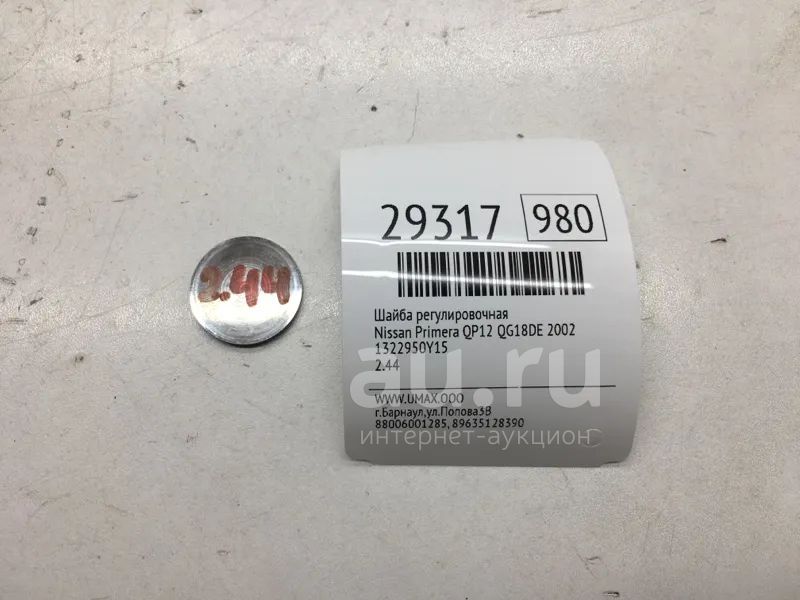 29317 980
2.44
Шайба регулировочная
Nissan Primera QP12 QG18DE 2002
1322950Y15
2.44
au.ru
WWW.UMAX.OOO
г.Барнаул,ул.Попова3В
88006001285, 89635128390
интернет-аукцион